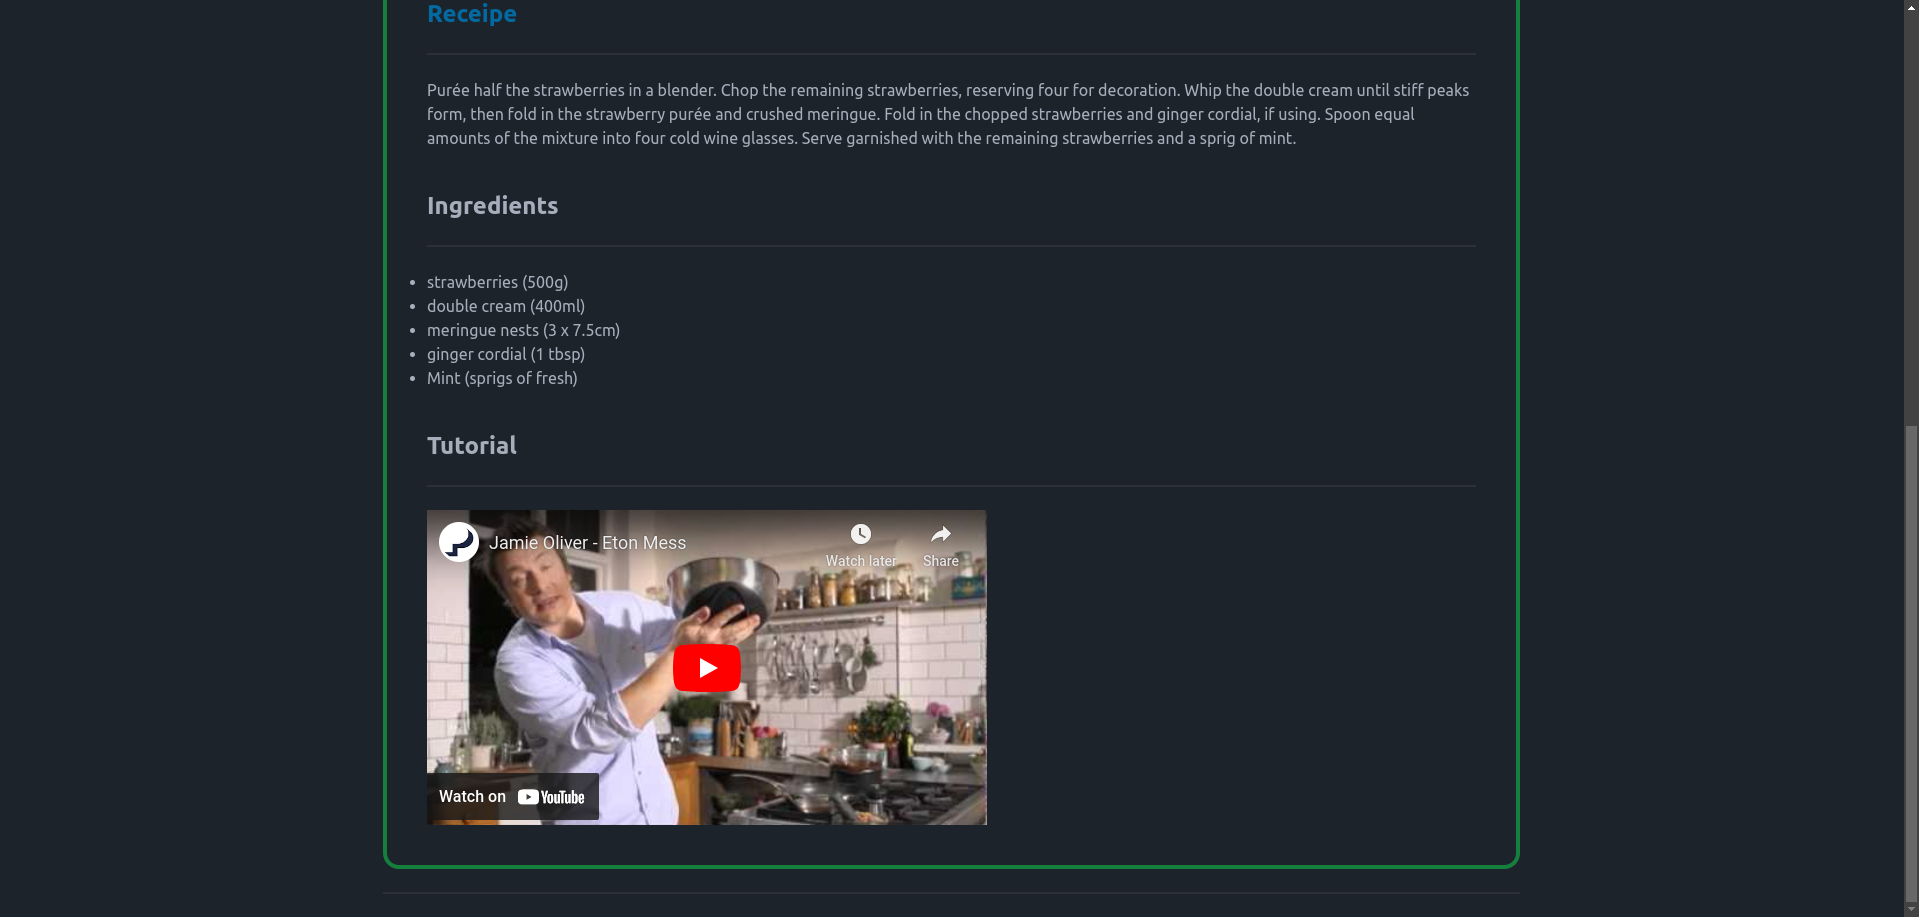 Receipe
Purée half the strawberries in a blender. Chop the remaining strawberries, reserving four for decoration. Whip the double cream until stiff peaks
form, then fold in the strawberry purée and crushed meringue. Fold in the chopped strawberries and ginger cordial, if using. Spoon equal
amounts of the mixture into four cold wine glasses. Serve garnished with the remaining strawberries and a sprig of mint.
Ingredients
• strawberries (500g)
• double cream (400ml)
• meringue nests (3 x 7.5cm)
• ginger cordial (1 tbsp)
• Mint (sprigs of fresh)
Tutorial
Jamie Oliver - Eton Mess
Watch later
Share
Watch on YouTube